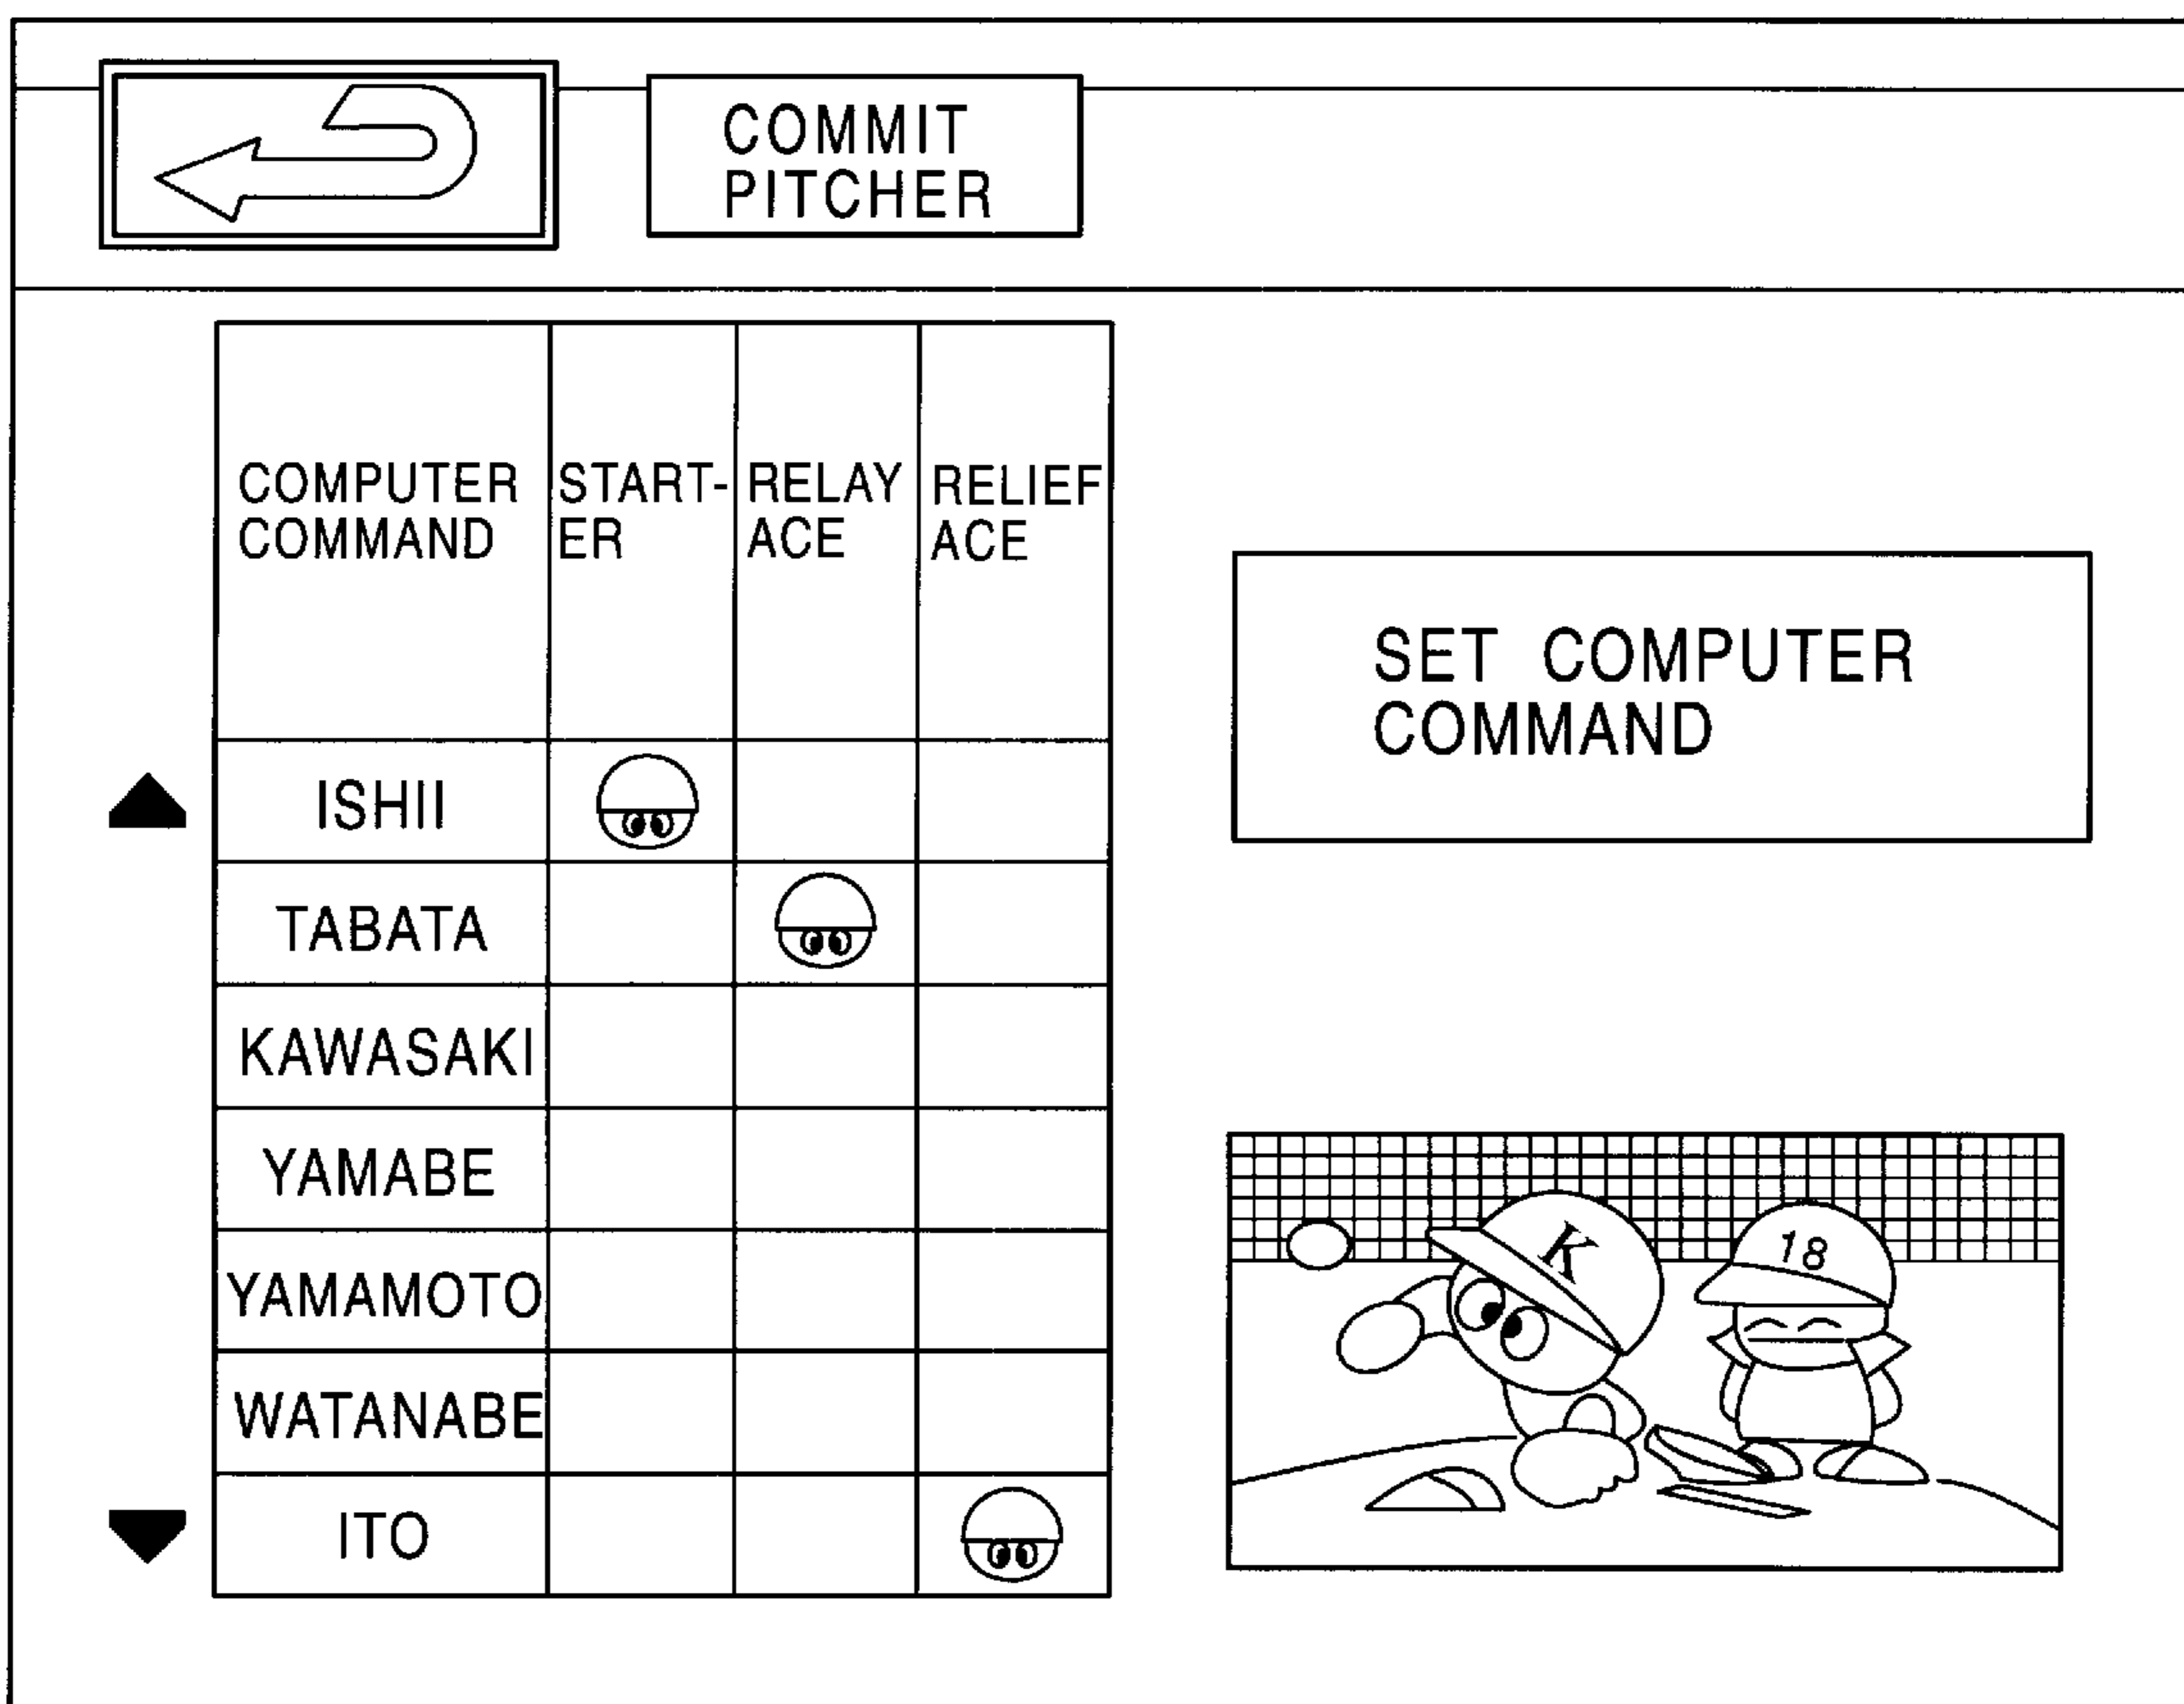 COMMIT
PITCHER
COMPUTER
COMMAND
START-
ER
RELAY
ACE
RELIEF
ACE
SET COMPUTER
COMMAND
ISHII
TABATA
KAWASAKI
YAMABE
YAMAMOTO
WATANABE
ITO
K
18